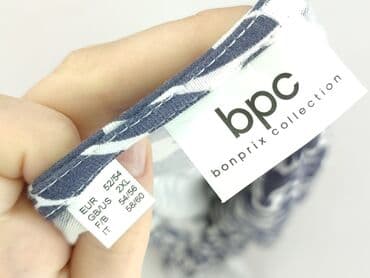 bpc
bonprix collection
EUR 52/54
GB/US 2XL
F/B 54/56
IT 58/60